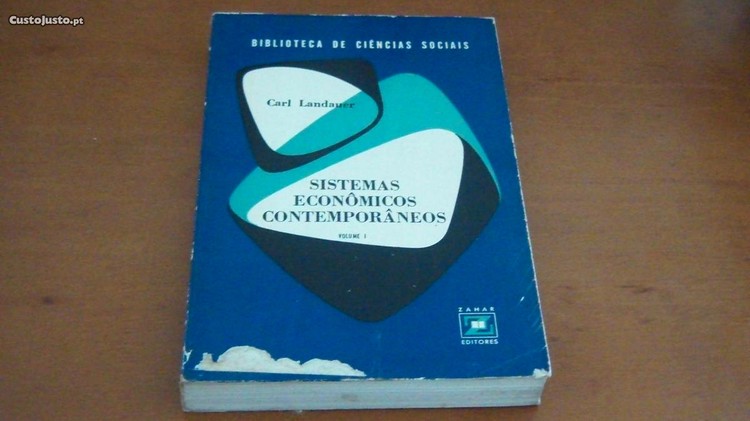 CustoJusto.pt
BIBLIOTECA DE CIÊNCIAS SOCIAIS
Carl Landauer
SISTEMAS
ECONÔMICOS
CONTEMPORÂNEOS
VOLUME I
ZAHAR
EDITORES